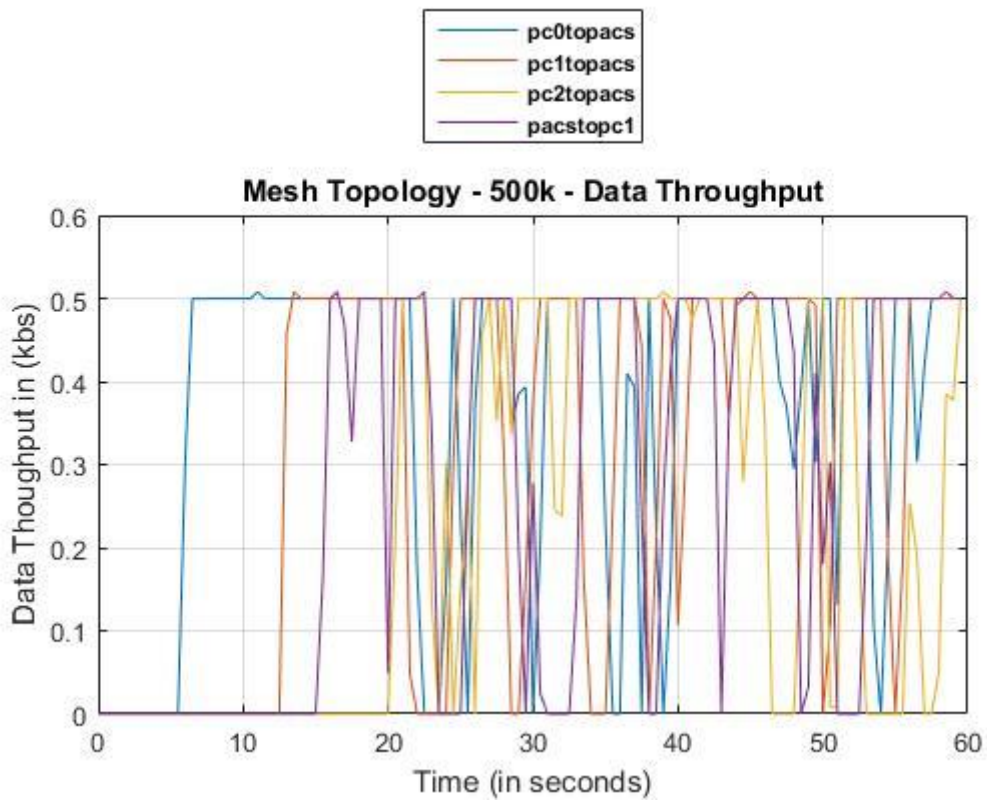 pc0topacs
pc1topacs
pc2topacs
pacstopc1
Mesh Topology - 500k - Data Throughput
0.6
0.5
0.4
0.3
0.2
0.1
0
Data Thoughput in (kbs)
0 10 20 30 40 50 60
Time (in seconds)